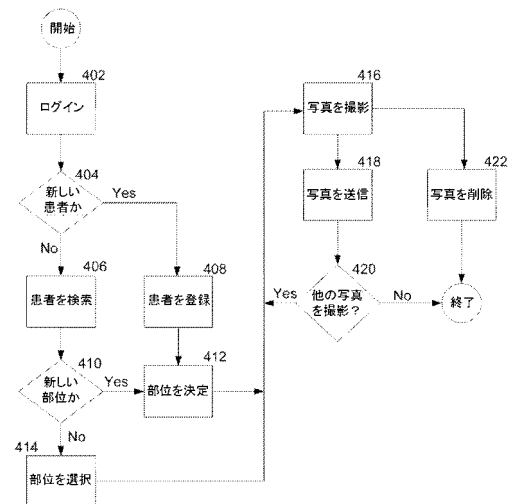 開始
402
ログイン
404
新しい
患者か
Yes
No
406
患者を検索
408
患者を登録
410
新しい
部位か
Yes
412
部位を決定
No
414
部位を選択
416
写真を撮影
418
写真を送信
422
写真を削除
420
他の写真
を撮影？
Yes
No
終了